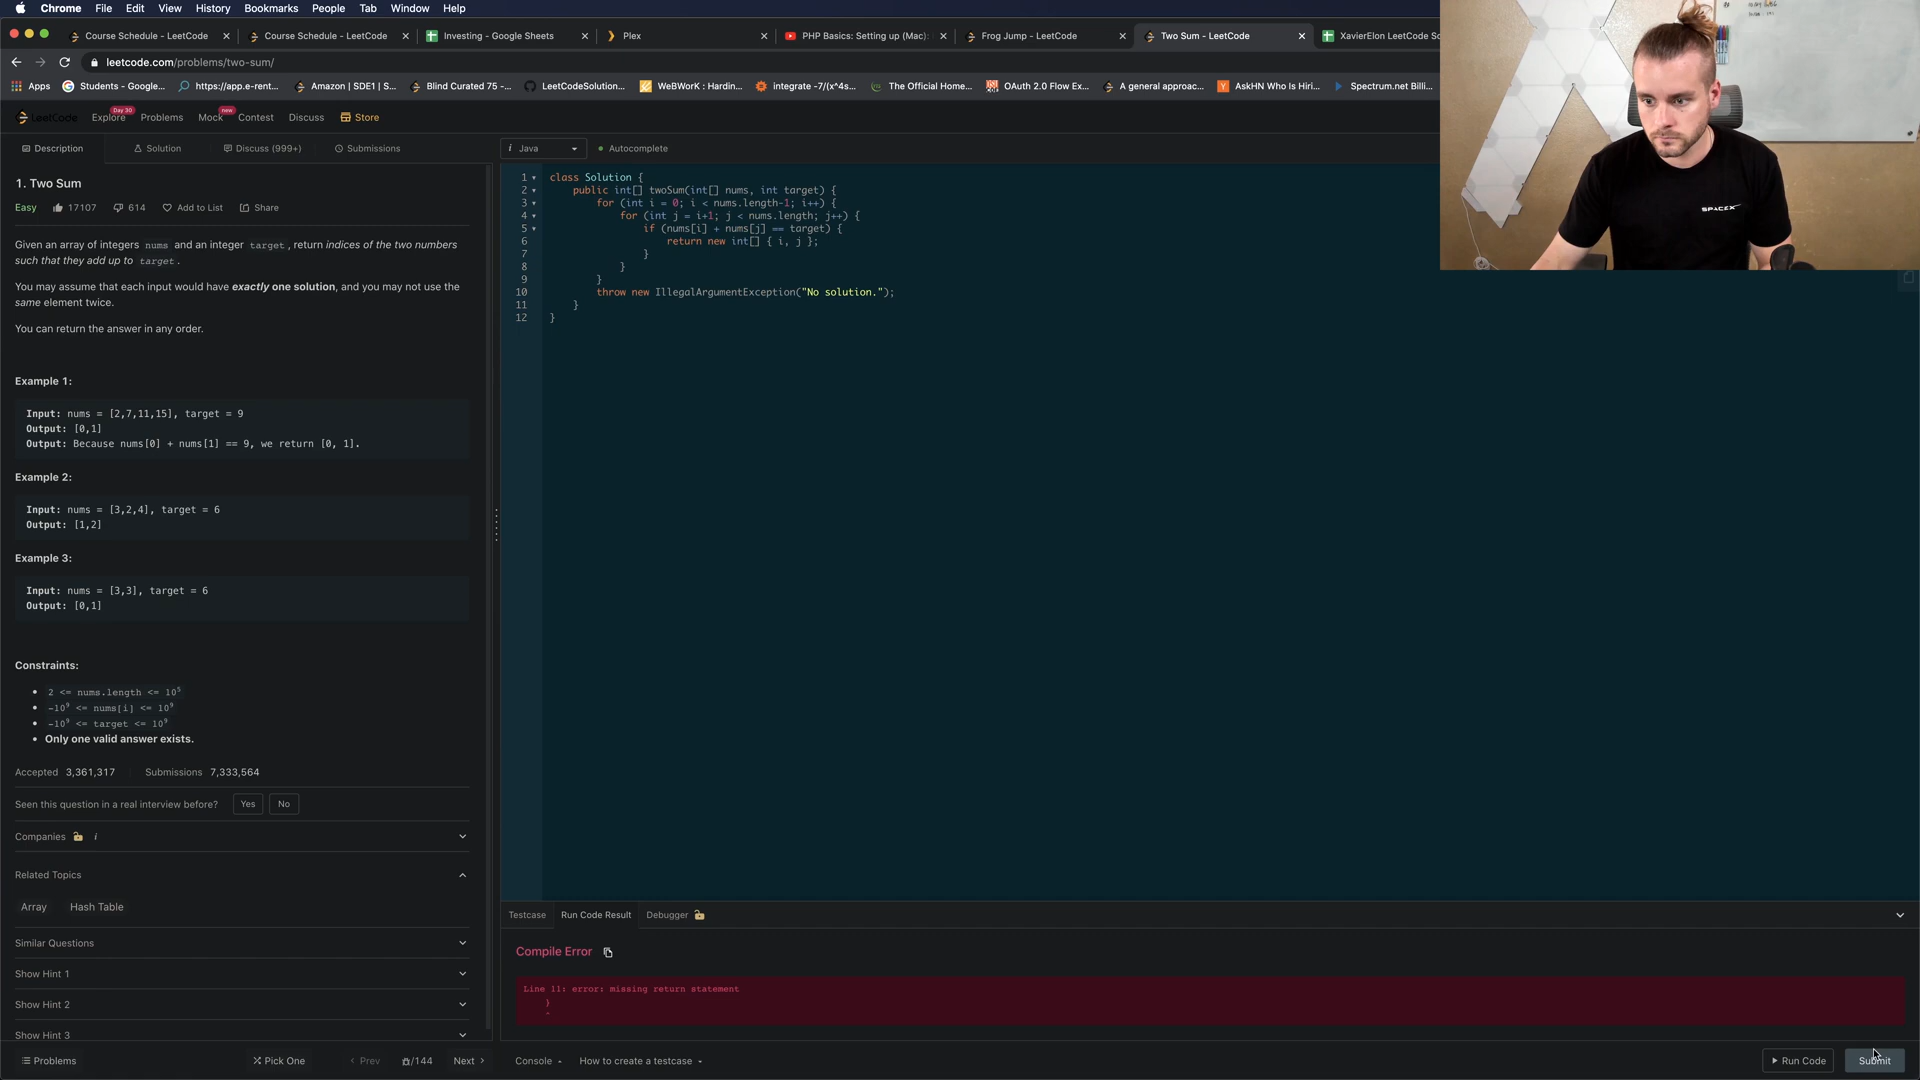 Chrome File Edit View History Bookmarks People Tab Window Help
Course Schedule - LeetCode
Course Schedule - LeetCode
Investing - Google Sheets
Plex
PHP Basics: Setting up (Mac):
Frog Jump - LeetCode
Two Sum - LeetCode
XavierElon LeetCode So
leetcode.com/problems/two-sum/
Apps
Students - Google...
https://app.e-rent...
Amazon | SDE1 | S...
Blind Curated 75 -...
LeetCodeSolution...
WeBWorK : Hardin...
integrate -7/(x^4s...
The Official Home...
OAuth 2.0 Flow Ex...
A general approac...
AskHN Who Is Hiri...
Spectrum.net Billi...
LeetCode
Explore
Day 30
Problems
Mock
new
Contest
Discuss
Store
SPACEX
Description
Solution
Discuss (999+)
Submissions
i Java
Autocomplete
1. Two Sum
Easy 17107 614 Add to List Share
Given an array of integers nums and an integer target, return indices of the two numbers
such that they add up to target.
You may assume that each input would have exactly one solution, and you may not use the
same element twice.
You can return the answer in any order.
Example 1:
Input: nums = [2,7,11,15], target = 9
Output: [0,1]
Output: Because nums[0] + nums[1] == 9, we return [0, 1].
Example 2:
Input: nums = [3,2,4], target = 6
Output: [1,2]
Example 3:
Input: nums = [3,3], target = 6
Output: [0,1]
Constraints:
2 <= nums.length <= 10⁵
-10⁹ <= nums[i] <= 10⁹
-10⁹ <= target <= 10⁹
Only one valid answer exists.
Accepted 3,361,317 Submissions 7,333,564
Seen this question in a real interview before? Yes No
Companies i
Related Topics
Array Hash Table
Similar Questions
Show Hint 1
Show Hint 2
Show Hint 3
Problems Pick One Prev /144 Next
1 class Solution {
2 public int[] twoSum(int[] nums, int target) {
3 for (int i = 0; i < nums.length-1; i++) {
4 for (int j = i+1; j < nums.length; j++) {
5 if (nums[i] + nums[j] == target) {
6 return new int[] { i, j };
7 }
8 }
9 }
10 throw new IllegalArgumentException("No solution.");
11 }
12 }
Testcase Run Code Result Debugger
Compile Error
Line 11: error: missing return statement
}
^
Console How to create a testcase Run Code Submit